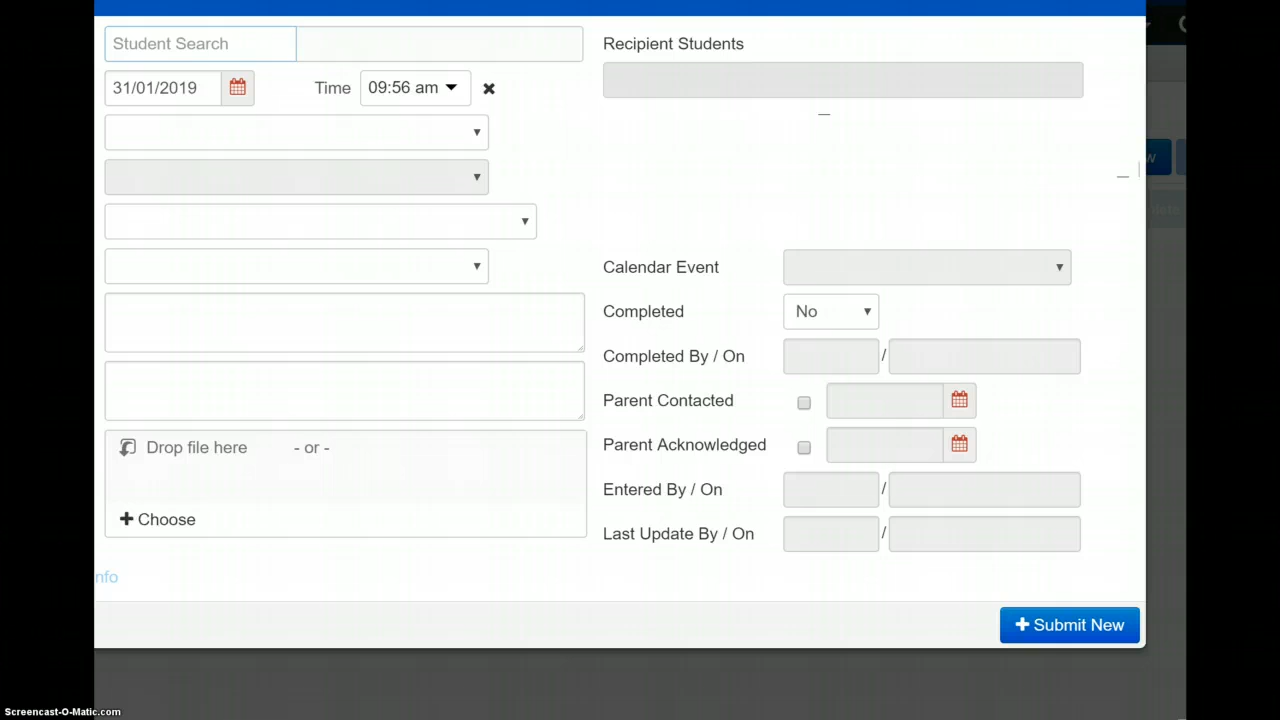 Student Search
Recipient Students
31/01/2019
Time
09:56 am
Calendar Event
Completed
No
Completed By / On
/
Parent Contacted
Parent Acknowledged
Drop file here
- or -
Entered By / On
/
Choose
Last Update By / On
/
nfo
Submit New
Screencast-O-Matic.com